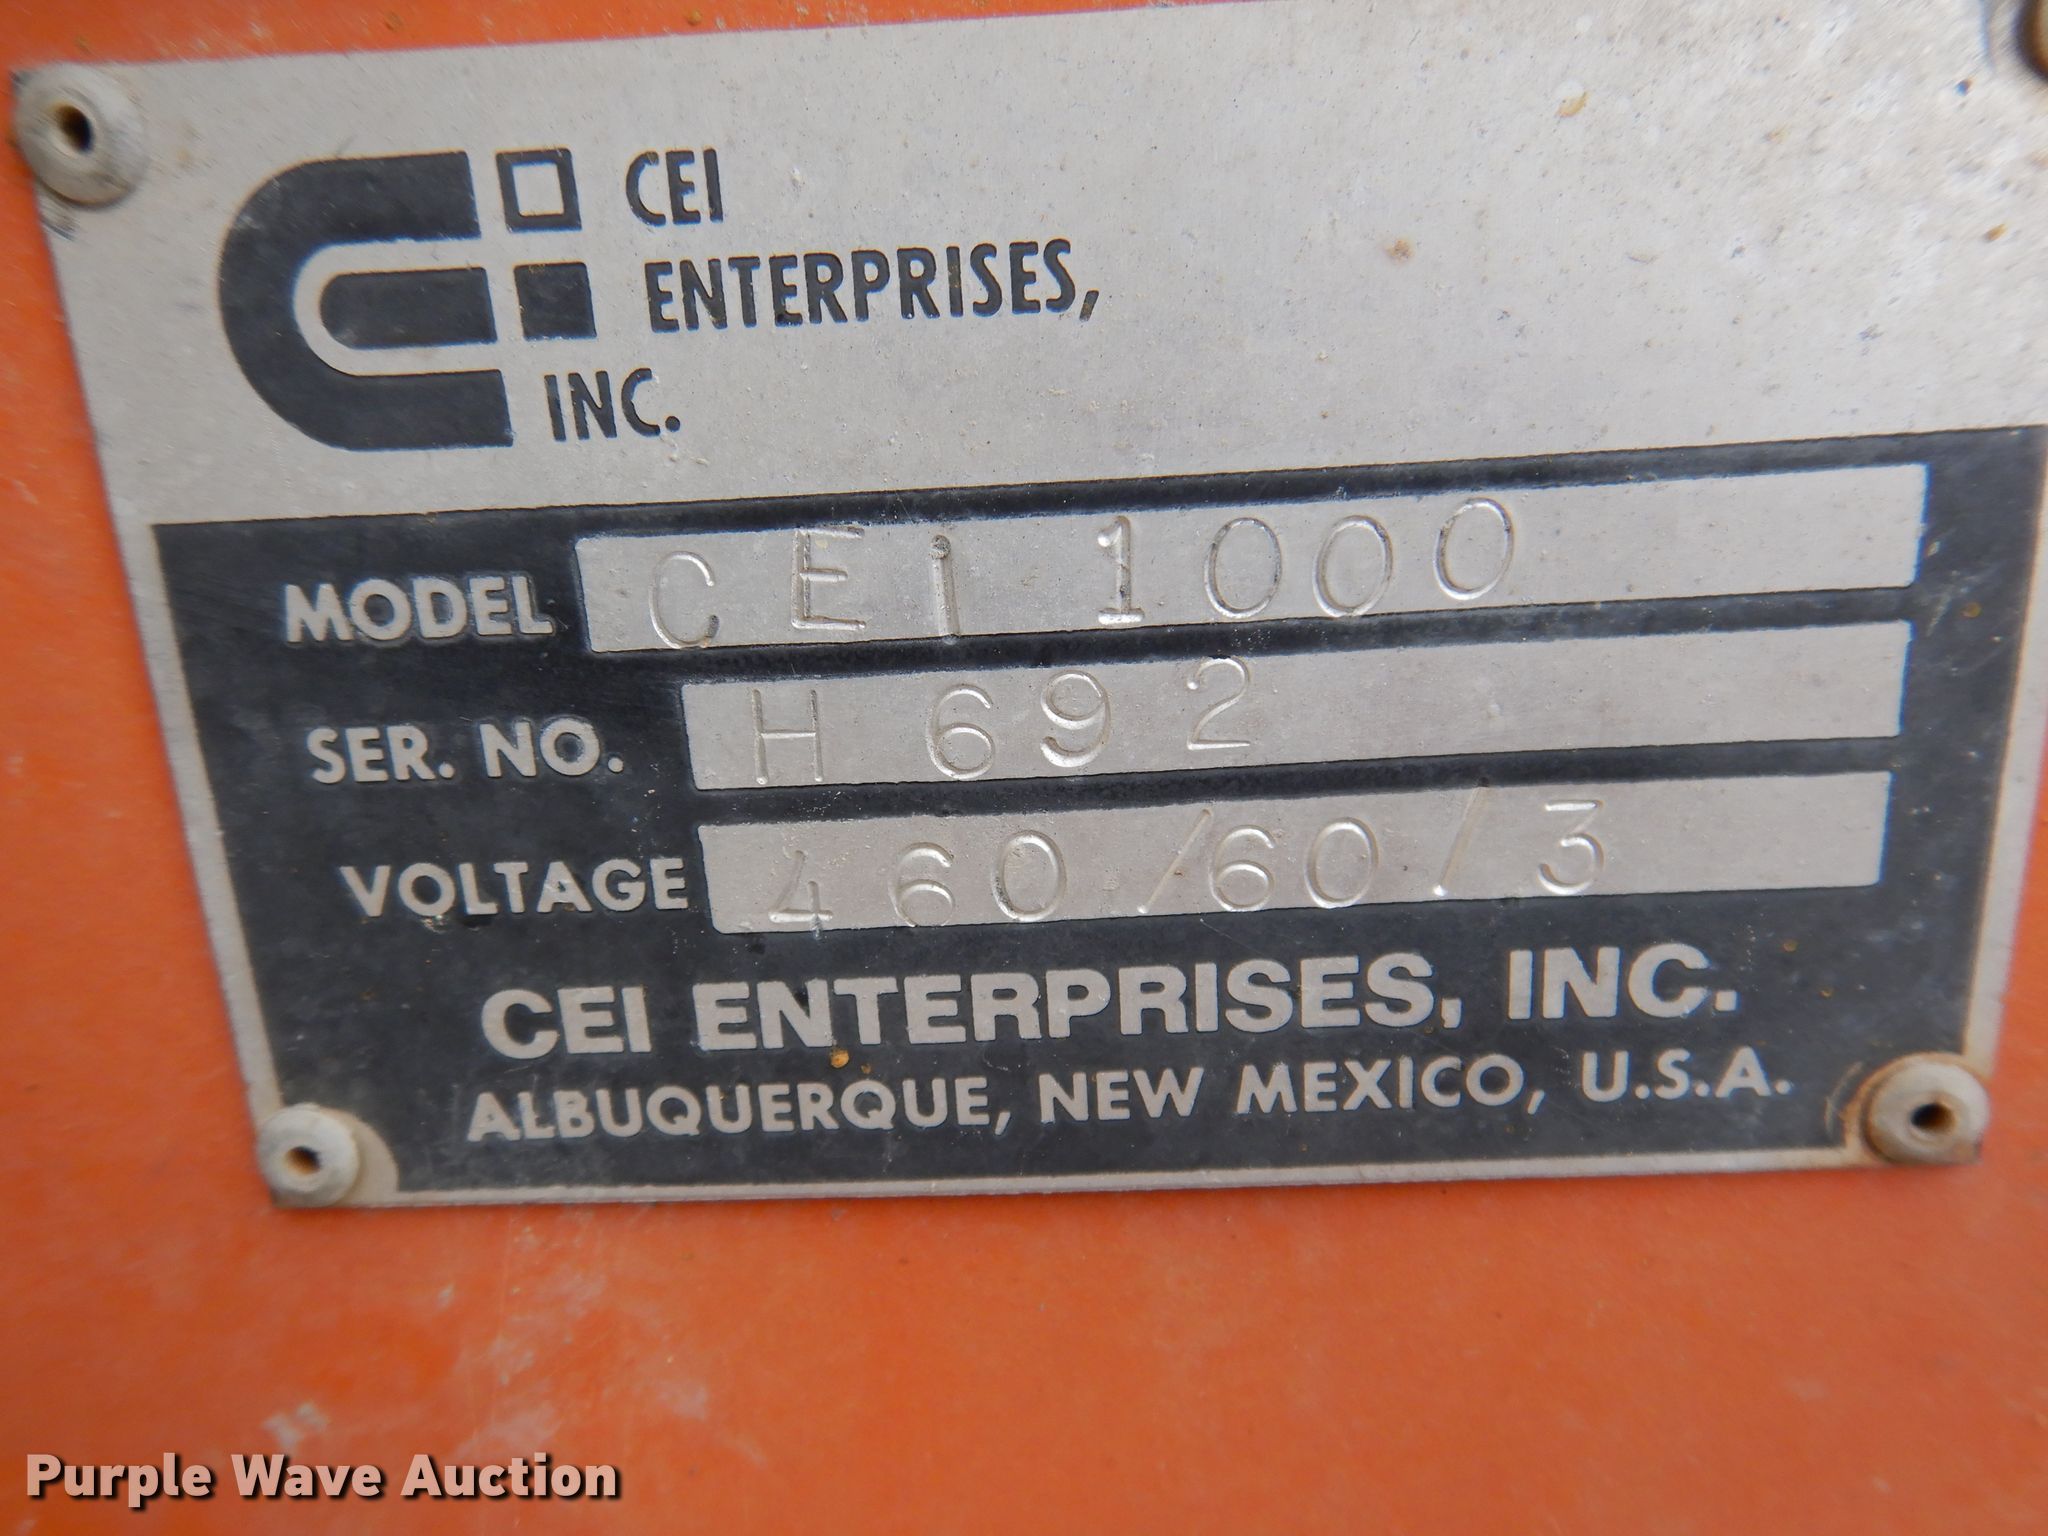 CEI
ENTERPRISES,
INC.
MODEL CEi 1000
SER. NO. H 692
VOLTAGE 460/60/3
CEI ENTERPRISES, INC.
ALBUQUERQUE, NEW MEXICO, U.S.A.
Purple Wave Auction